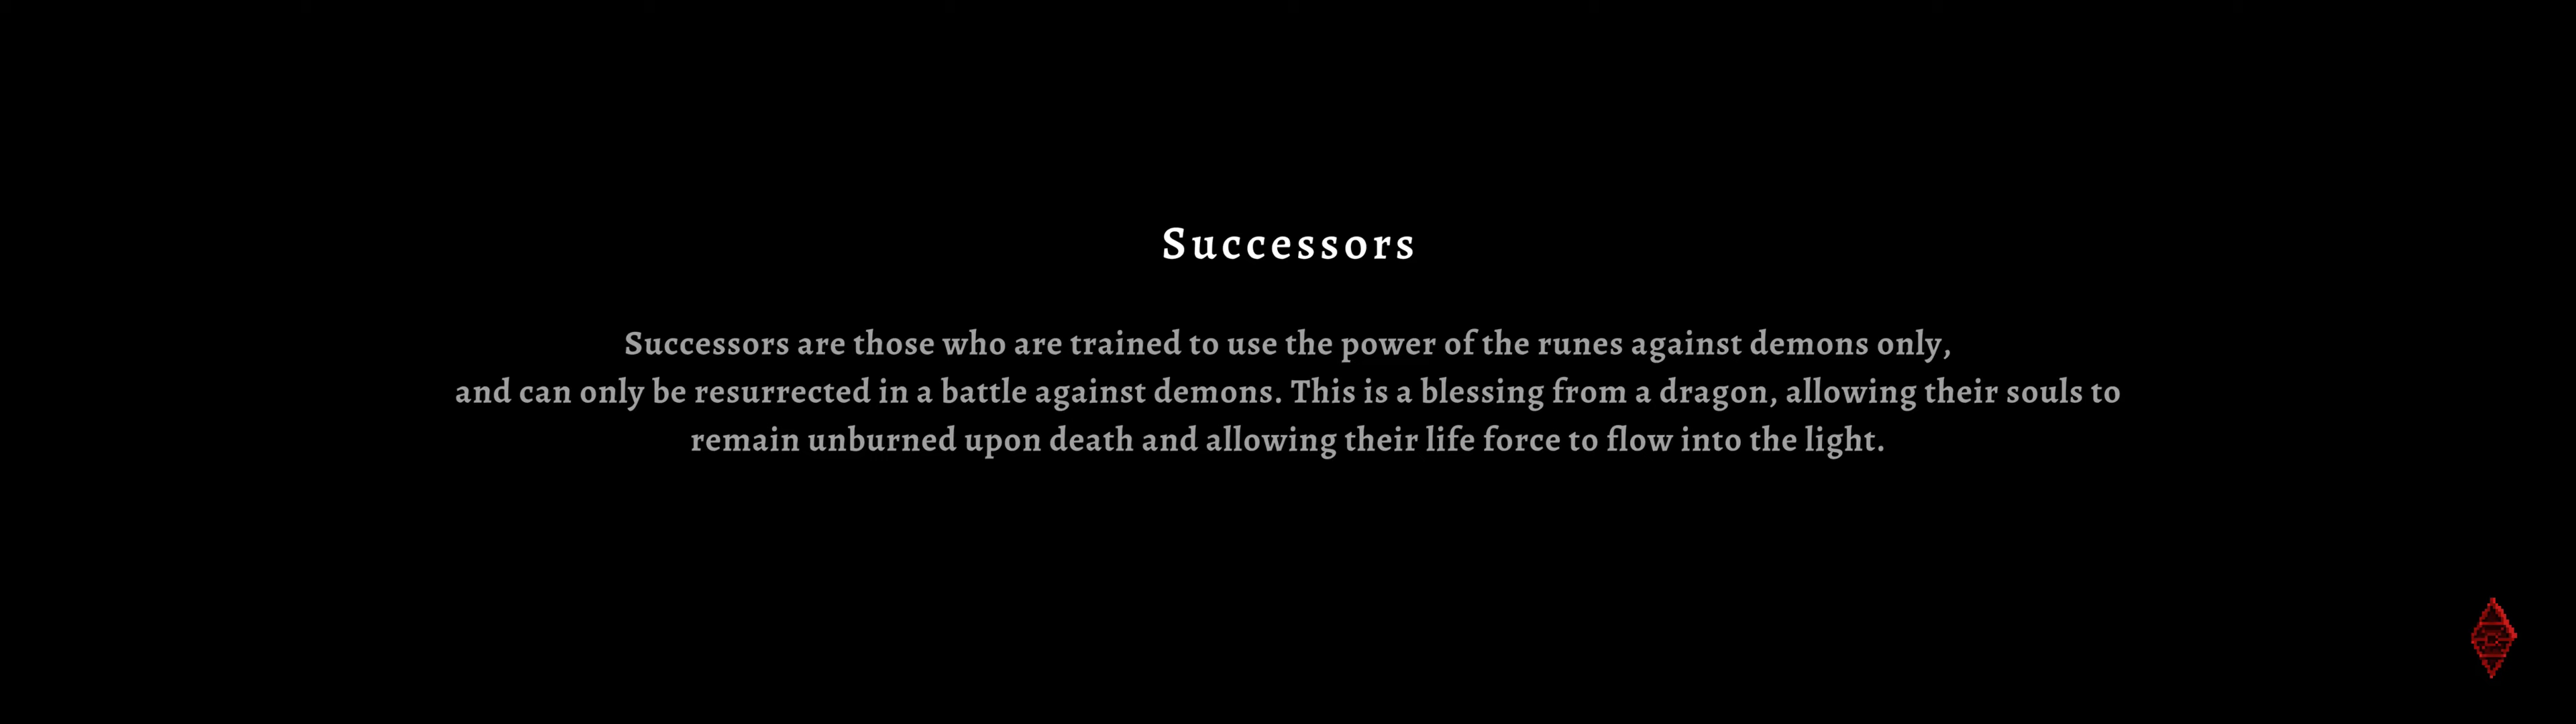 Successors
Successors are those who are trained to use the power of the runes against demons only,
and can only be resurrected in a battle against demons. This is a blessing from a dragon, allowing their souls to
remain unburned upon death and allowing their life force to flow into the light.